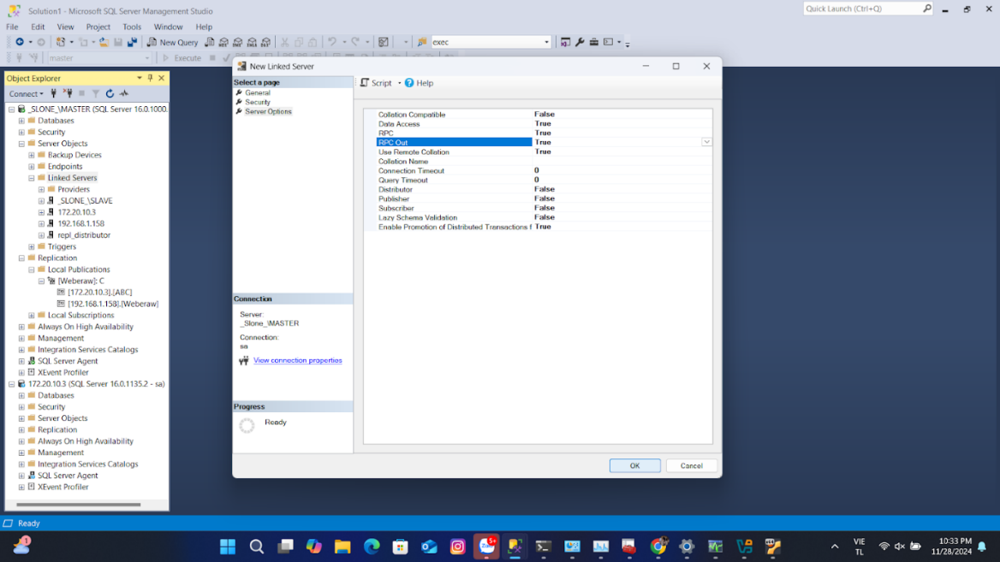 Solution1 - Microsoft SQL Server Management Studio
Quick Launch (Ctrl+Q)
File Edit View Project Tools Window Help
New Query
exec
master
Execute
Object Explorer
Connect
_SLONE_\MASTER (SQL Server 16.0.1000.
Databases
Security
Server Objects
Backup Devices
Endpoints
Linked Servers
Providers
_SLONE_\SLAVE
172.20.10.3
192.168.1.158
repl_distributor
Triggers
Replication
Local Publications
[Weberaw]: C
[172.20.10.3].[ABC]
[192.168.1.158].[Weberaw]
Local Subscriptions
Always On High Availability
Management
Integration Services Catalogs
SQL Server Agent
XEvent Profiler
172.20.10.3 (SQL Server 16.0.1135.2 - sa)
Databases
Security
Server Objects
Replication
Always On High Availability
Management
Integration Services Catalogs
SQL Server Agent
XEvent Profiler
New Linked Server
Select a page
General
Security
Server Options
Script Help
Collation Compatible False
Data Access True
RPC True
RPC Out True
Use Remote Collation True
Collation Name
Connection Timeout 0
Query Timeout 0
Distributor False
Publisher False
Subscriber False
Lazy Schema Validation False
Enable Promotion of Distributed Transactions f True
Connection
Server:
_Slone_\MASTER
Connection:
sa
View connection properties
Progress
Ready
OK Cancel
Ready
1
5+
VIE
TL
10:33 PM
11/28/2024